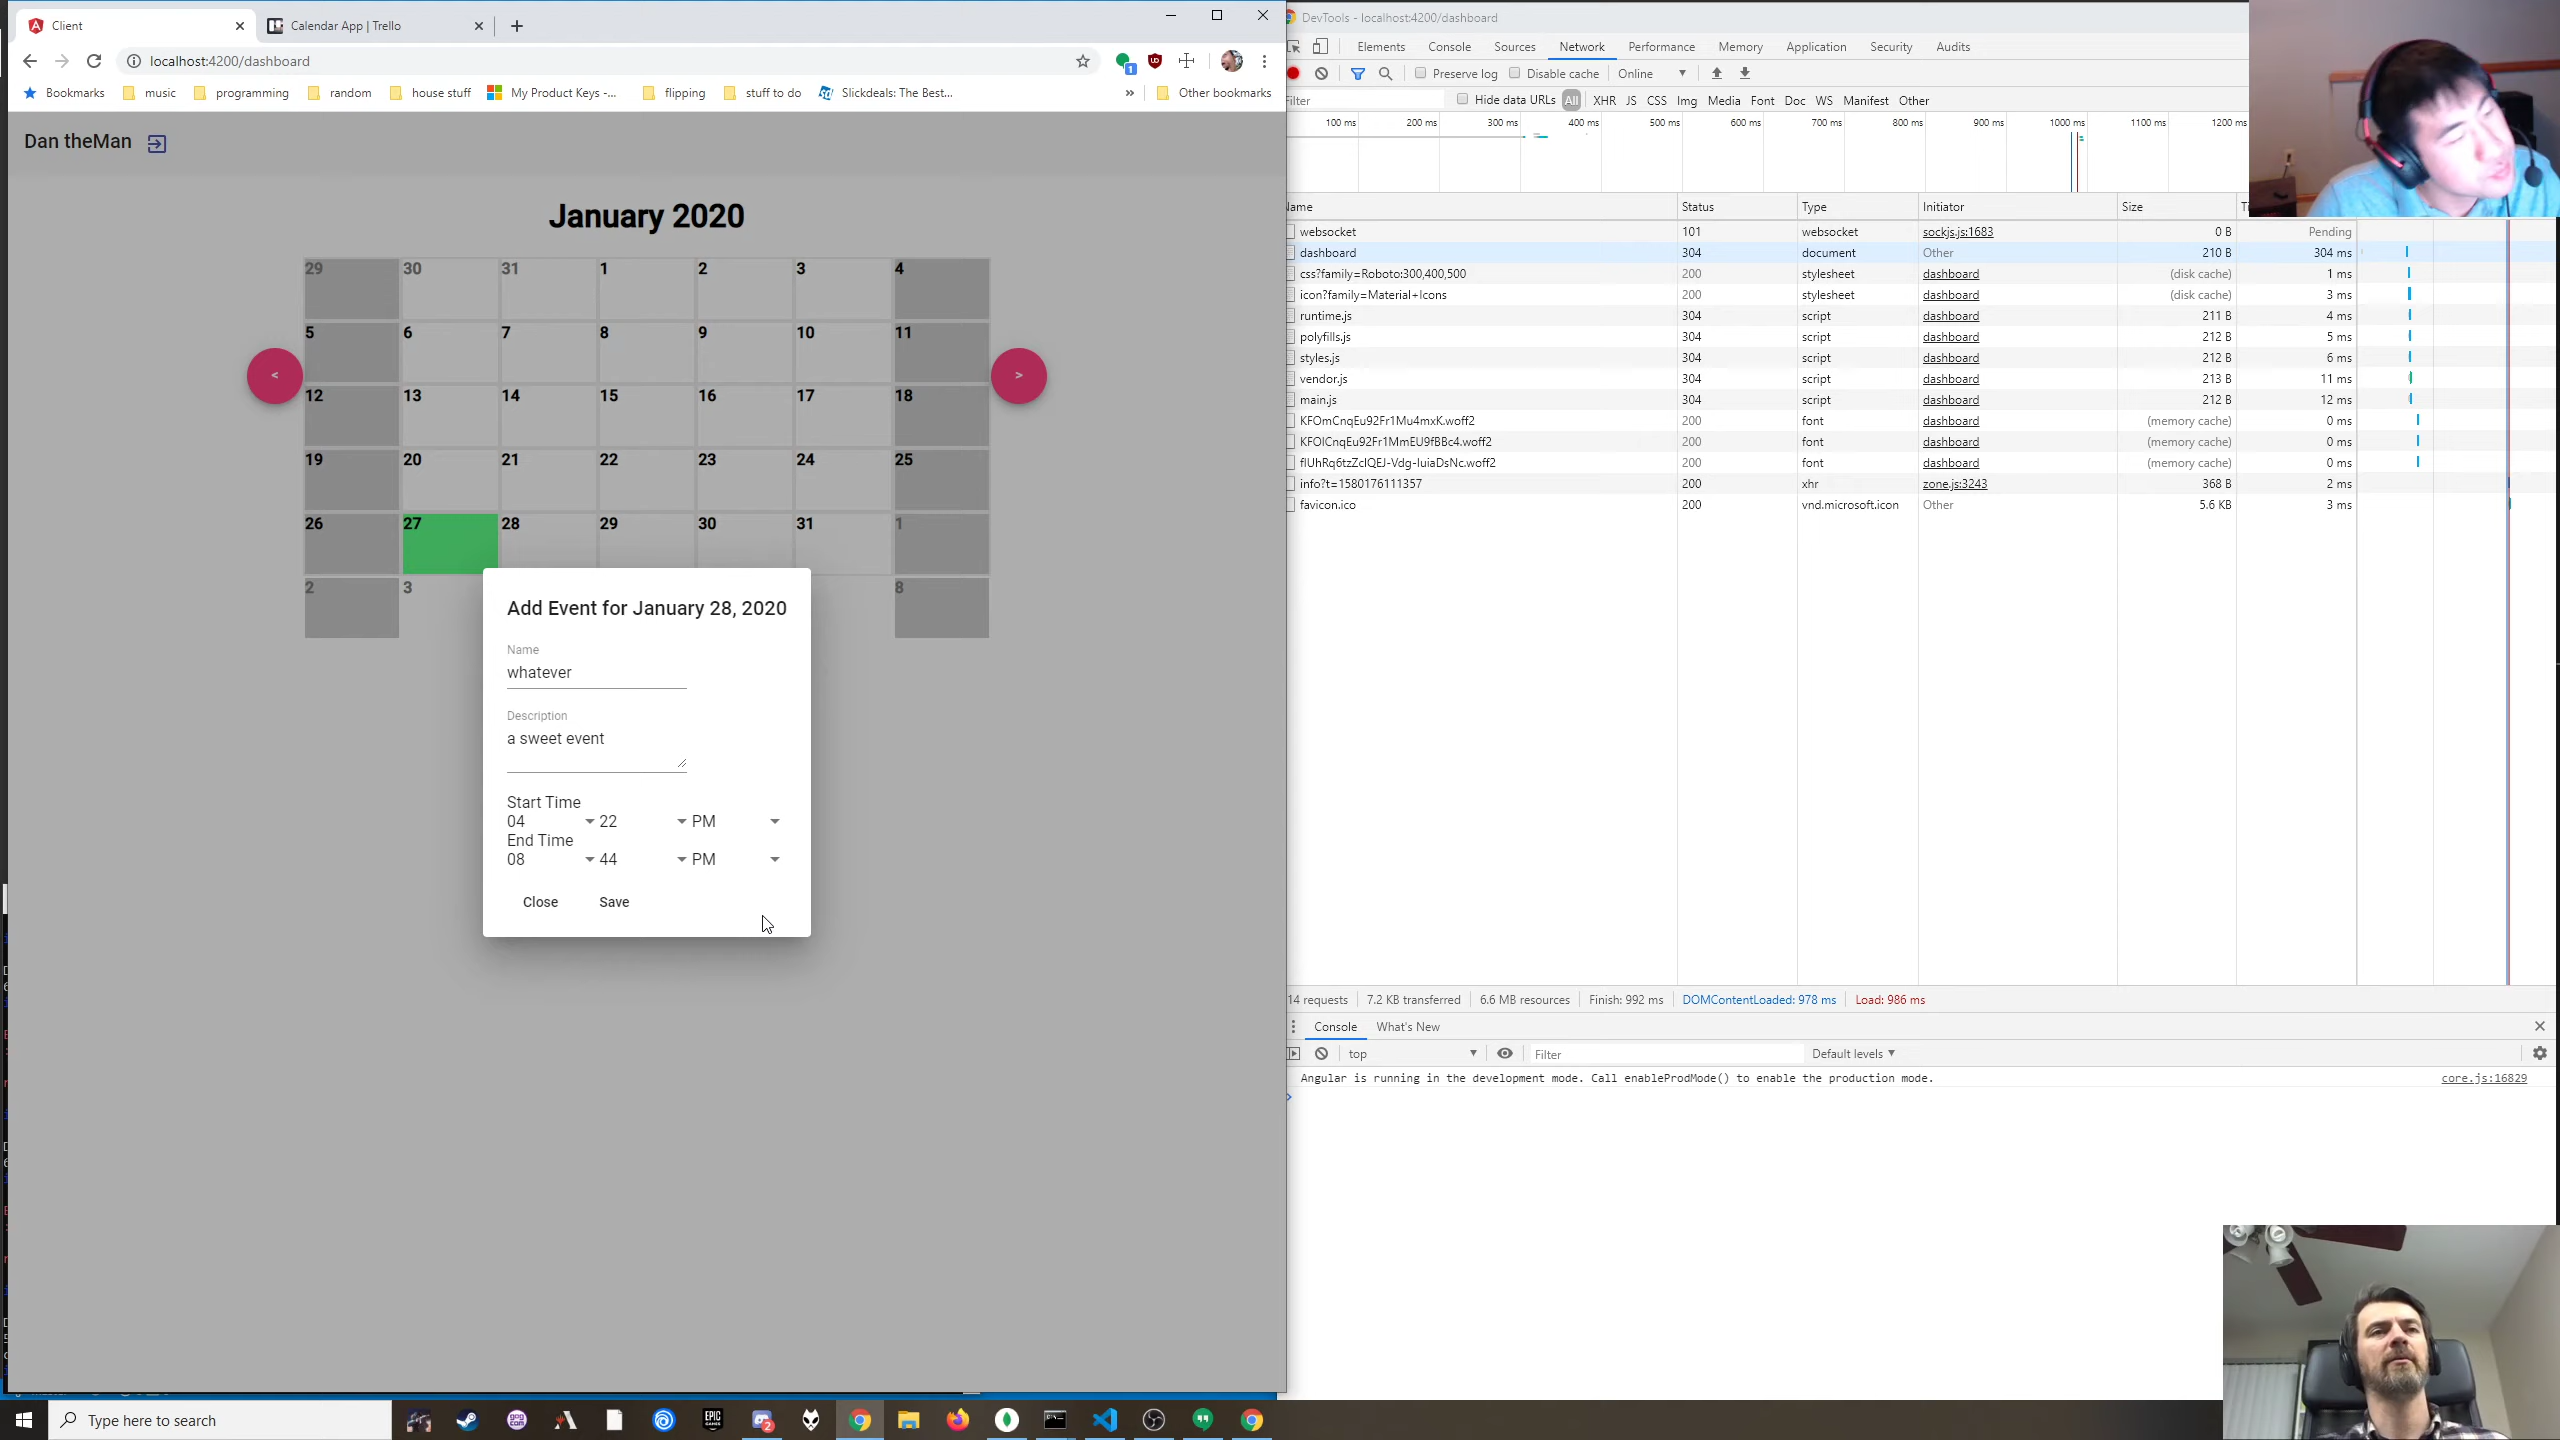 Client
Calendar App | Trello
localhost:4200/dashboard
Bookmarks
music
programming
random
house stuff
My Product Keys -...
flipping
stuff to do
Slickdeals: The Best...
»
Other bookmarks
Dan theMan
January 2020
29 30 31 1 2 3 4
5 6 7 8 9 10 11
<
>
12 13 14 15 16 17 18
19 20 21 22 23 24 25
26 27 28 29 30 31 1
2 3 8
Add Event for January 28, 2020
Name
whatever
Description
a sweet event
Start Time
04 22 PM
End Time
08 44 PM
Close Save
DevTools - localhost:4200/dashboard
Elements Console Sources Network Performance Memory Application Security Audits
Preserve log Disable cache Online
Filter Hide data URLs All XHR JS CSS Img Media Font Doc WS Manifest Other
100 ms 200 ms 300 ms 400 ms 500 ms 600 ms 700 ms 800 ms 900 ms 1000 ms 1100 ms 1200 ms
Name Status Type Initiator Size
websocket 101 websocket sockjs.js:1683 0 B Pending
dashboard 304 document Other 210 B 304 ms
css?family=Roboto:300,400,500 200 stylesheet dashboard (disk cache) 1 ms
icon?family=Material+Icons 200 stylesheet dashboard (disk cache) 3 ms
runtime.js 304 script dashboard 211 B 4 ms
polyfills.js 304 script dashboard 212 B 5 ms
styles.js 304 script dashboard 212 B 6 ms
vendor.js 304 script dashboard 213 B 11 ms
main.js 304 script dashboard 212 B 12 ms
KFOmCnqEu92Fr1Mu4mxK.woff2 200 font dashboard (memory cache) 0 ms
KFOlCnqEu92Fr1MmEU9fBBc4.woff2 200 font dashboard (memory cache) 0 ms
flUhRq6tzZclQEJ-Vdg-IuiaDsNc.woff2 200 font dashboard (memory cache) 0 ms
info?t=1580176111357 200 xhr zone.js:3243 368 B 2 ms
favicon.ico 200 vnd.microsoft.icon Other 5.6 KB 3 ms
14 requests 7.2 KB transferred 6.6 MB resources Finish: 992 ms DOMContentLoaded: 978 ms Load: 986 ms
Console What's New
top Filter Default levels
Angular is running in the development mode. Call enableProdMode() to enable the production mode. core.js:16829
Type here to search